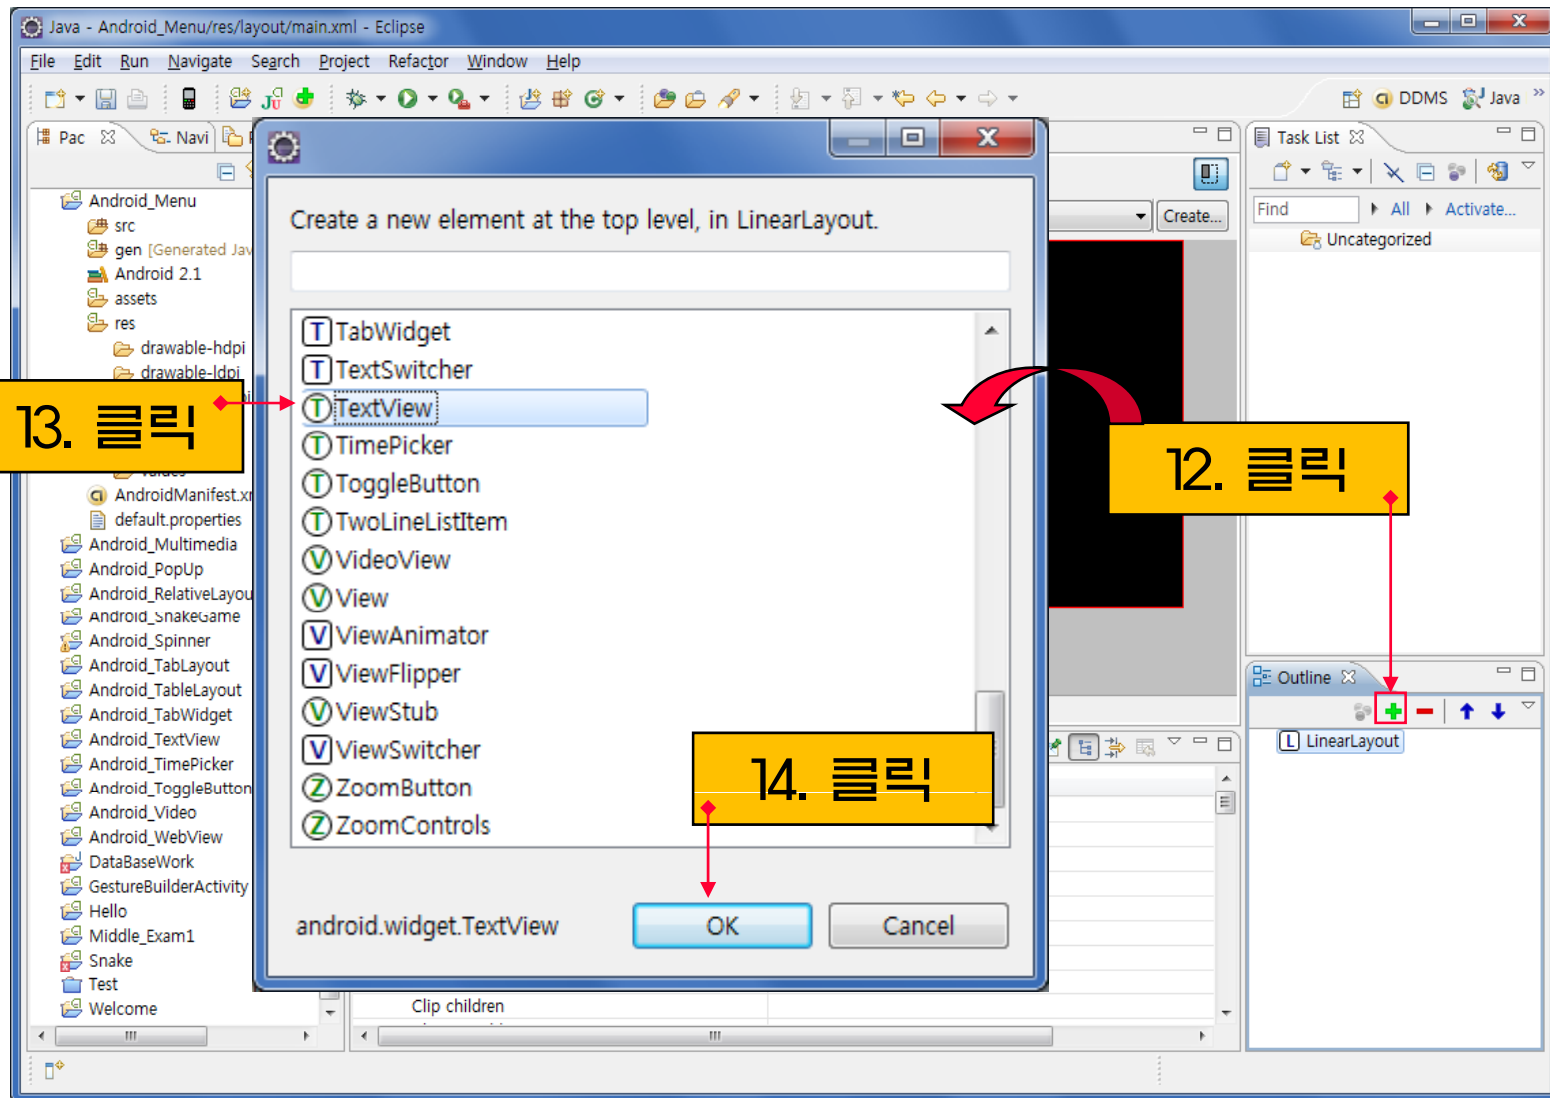 Java - Android_Menu/res/layout/main.xml - Eclipse
File Edit Run Navigate Search Project Refactor Window Help
DDMS Java
Pac Navi
Task List
Create...
Find All Activate...
Uncategorized
Android_Menu
src
gen [Generated Jav
Android 2.1
assets
res
drawable-hdpi
drawable-ldpi
values
AndroidManifest.xr
default.properties
Android_Multimedia
Android_PopUp
Android_RelativeLayou
Android_SnakeGame
Android_Spinner
Android_TabLayout
Android_TableLayout
Android_TabWidget
Android_TextView
Android_TimePicker
Android_ToggleButton
Android_Video
Android_WebView
DataBaseWork
GestureBuilderActivity
Hello
Middle_Exam1
Snake
Test
Welcome
Create a new element at the top level, in LinearLayout.
TabWidget
TextSwitcher
TextView
TimePicker
ToggleButton
TwoLineListItem
VideoView
View
ViewAnimator
ViewFlipper
ViewStub
ViewSwitcher
ZoomButton
ZoomControls
android.widget.TextView
OK
Cancel
13. 클릭
12. 클릭
14. 클릭
Outline
LinearLayout
Clip children